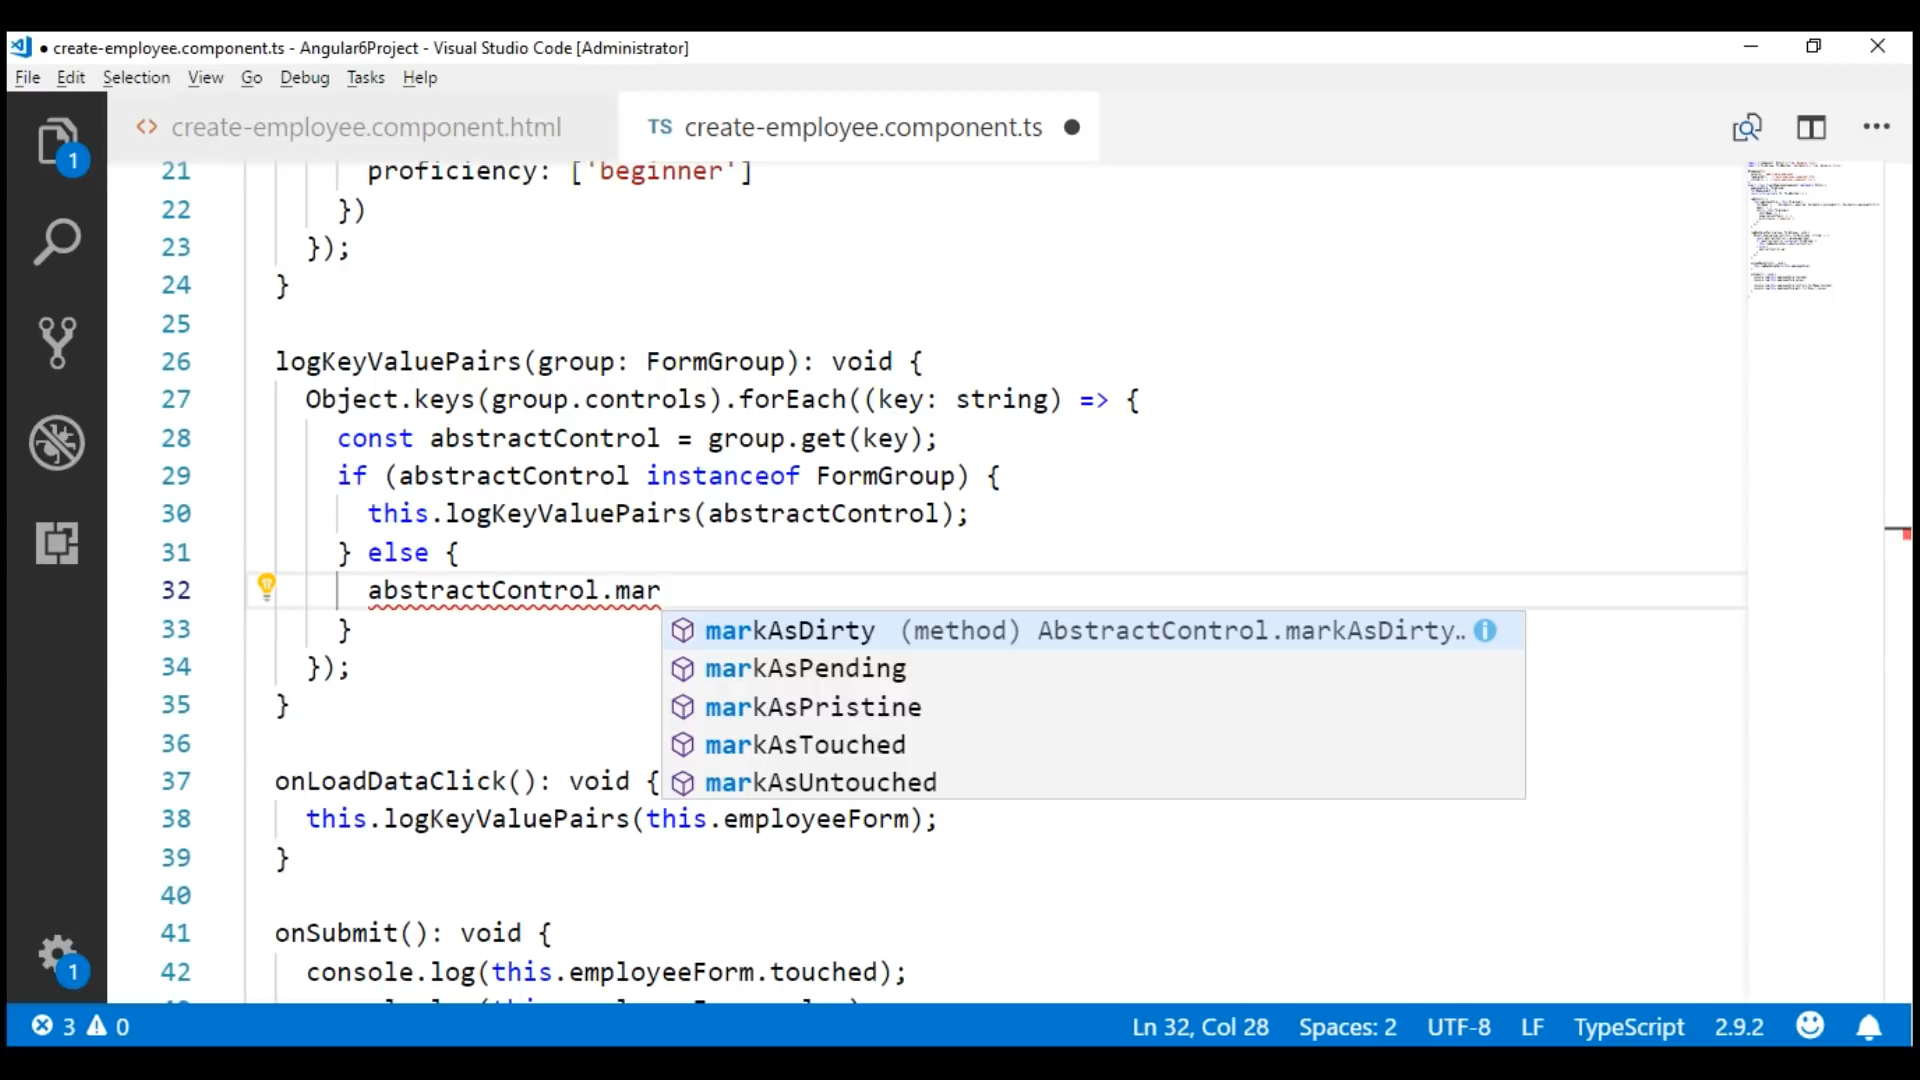 ● create-employee.component.ts - Angular6Project - Visual Studio Code [Administrator]
File Edit Selection View Go Debug Tasks Help
<> create-employee.component.html TS create-employee.component.ts ●
1
21 proficiency: ['beginner']
22 })
23 });
24 }
25
26 logKeyValuePairs(group: FormGroup): void {
27 Object.keys(group.controls).forEach((key: string) => {
28 const abstractControl = group.get(key);
29 if (abstractControl instanceof FormGroup) {
30 this.logKeyValuePairs(abstractControl);
31 } else {
32 abstractControl.mar
markAsDirty (method) AbstractControl.markAsDirty..
markAsPending
markAsPristine
markAsTouched
markAsUntouched
33 }
34 });
35 }
36
37 onLoadDataClick(): void {
38 this.logKeyValuePairs(this.employeeForm);
39 }
40
41 onSubmit(): void {
42 console.log(this.employeeForm.touched);
1
3 0 Ln 32, Col 28 Spaces: 2 UTF-8 LF TypeScript 2.9.2